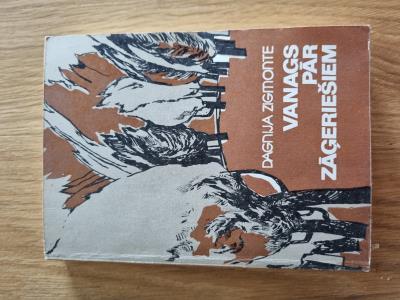 DAGNIJA ZIGMONTE
VANAGS
PĀR
ZĀĢERIEŠIEM